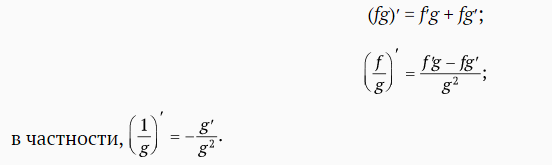 (fg)′ = f′g + fg′;
(f/g)′ = (f′g − fg′)/g²;
в частности, (1/g)′ = −g′/g².